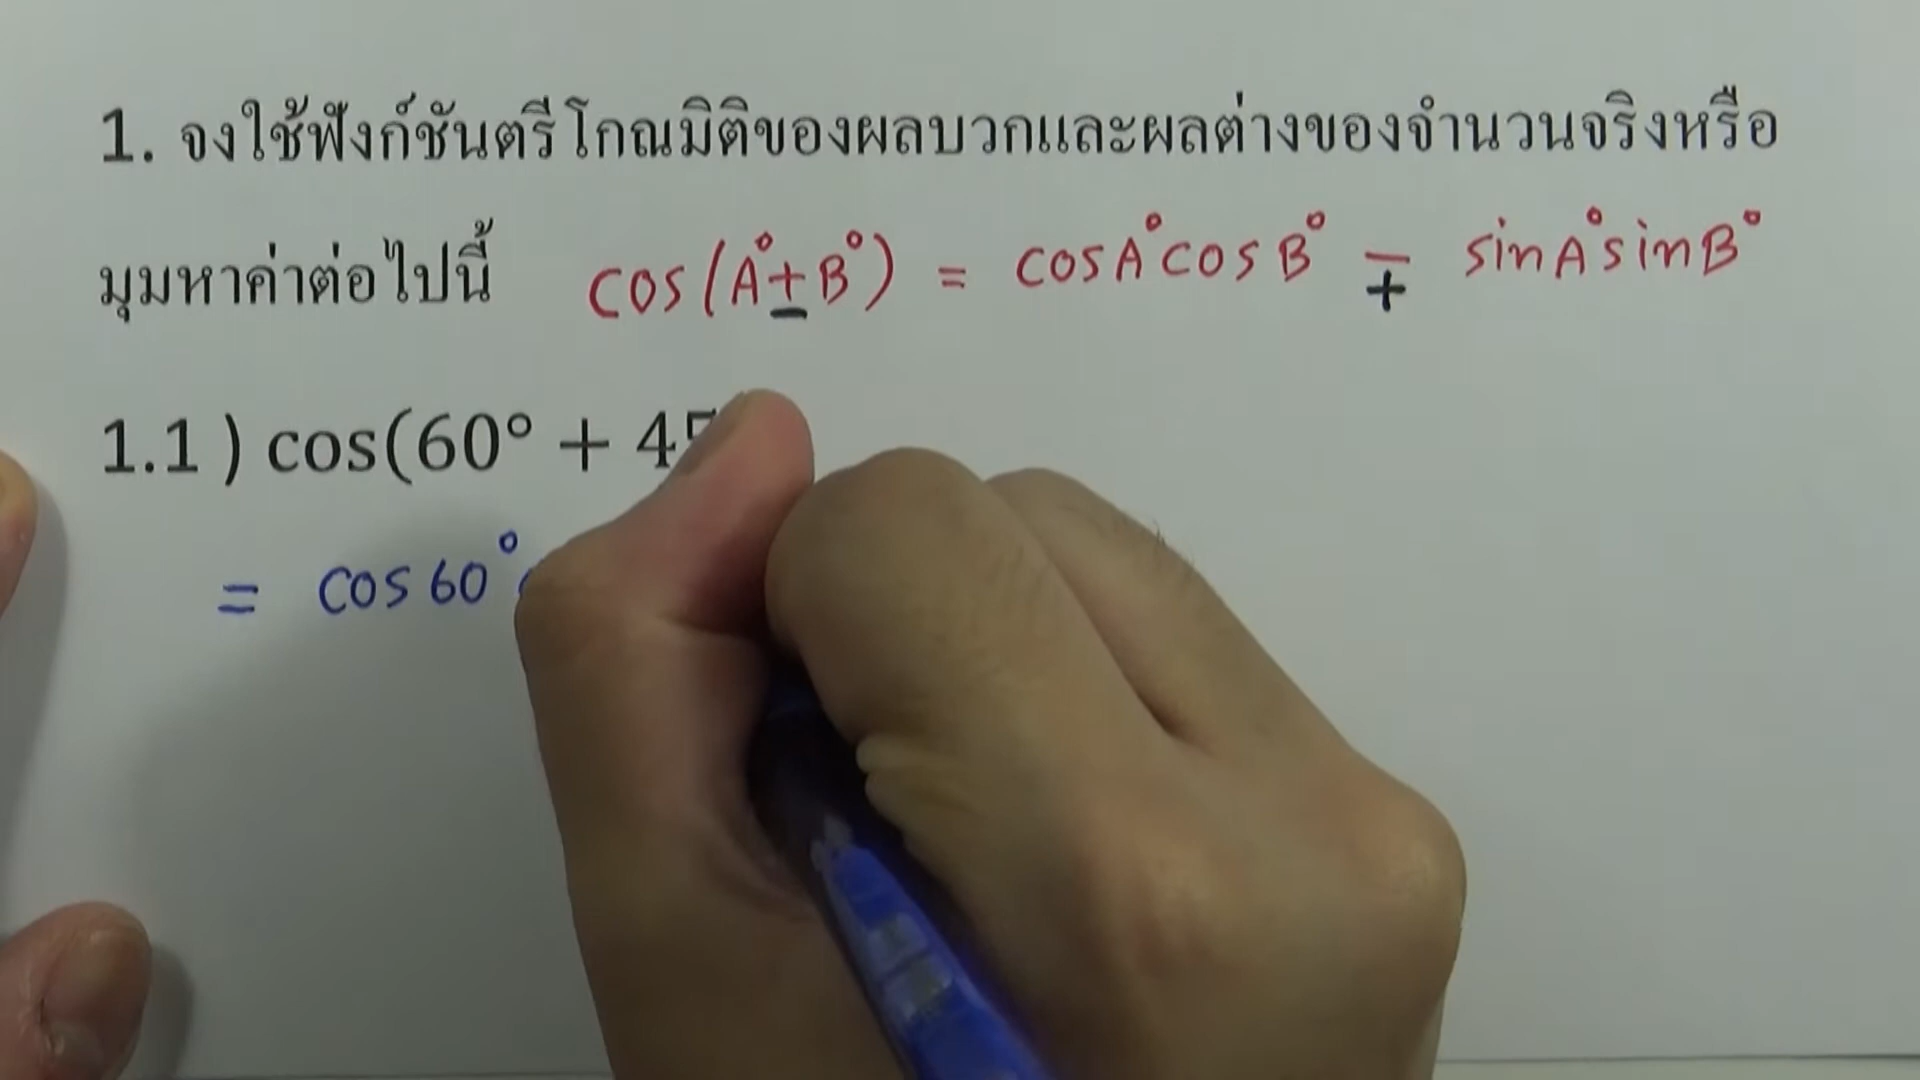 1. จงใช้ฟังก์ชันตรีโกณมิติของผลบวกและผลต่างของจำนวนจริงหรือ
มุมหาค่าต่อไปนี้ cos(A°±B°) = cosA°cosB° ∓ sinA°sinB°
1.1 ) cos(60° + 45
= cos 60°